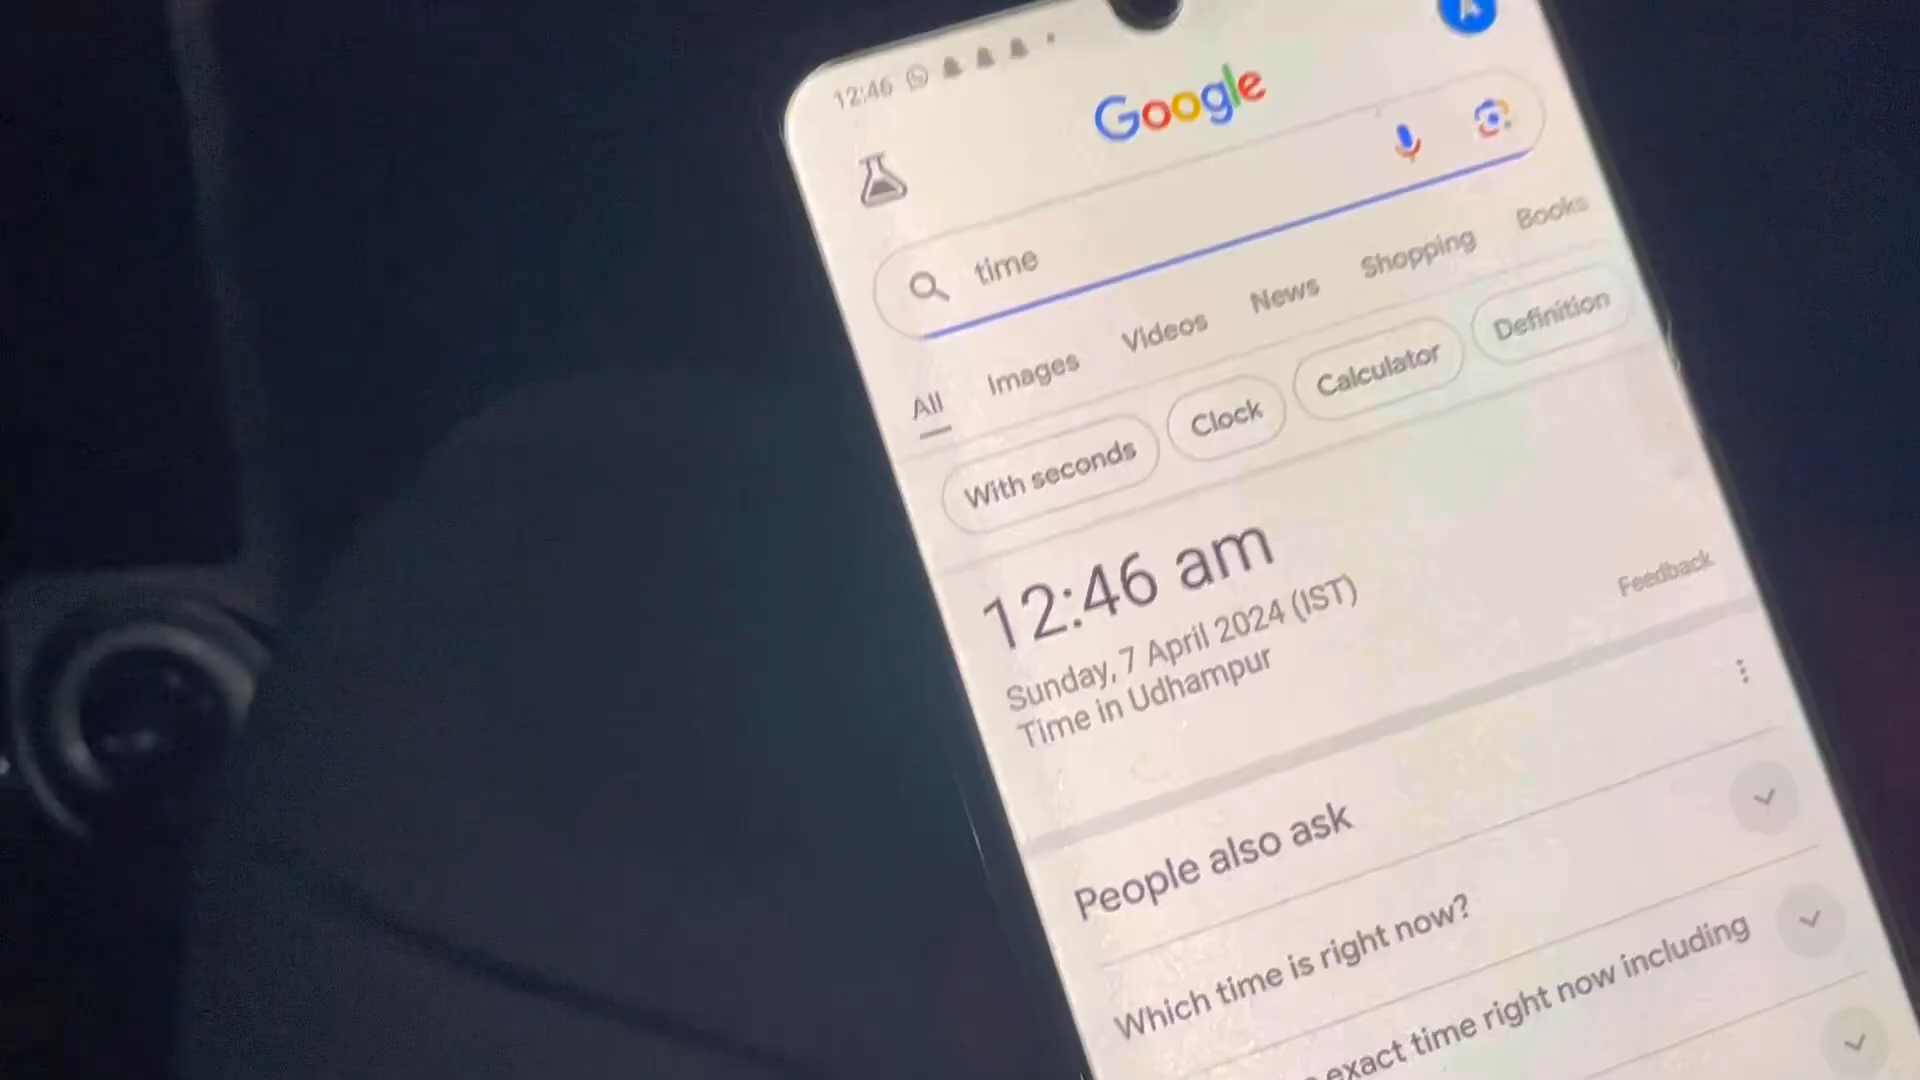 12:46
A
Google
time
All Images Videos News Shopping Books
With seconds Clock Calculator Definition
12:46 am
Sunday, 7 April 2024 (IST)
Time in Udhampur
Feedback
People also ask
Which time is right now?
exact time right now including